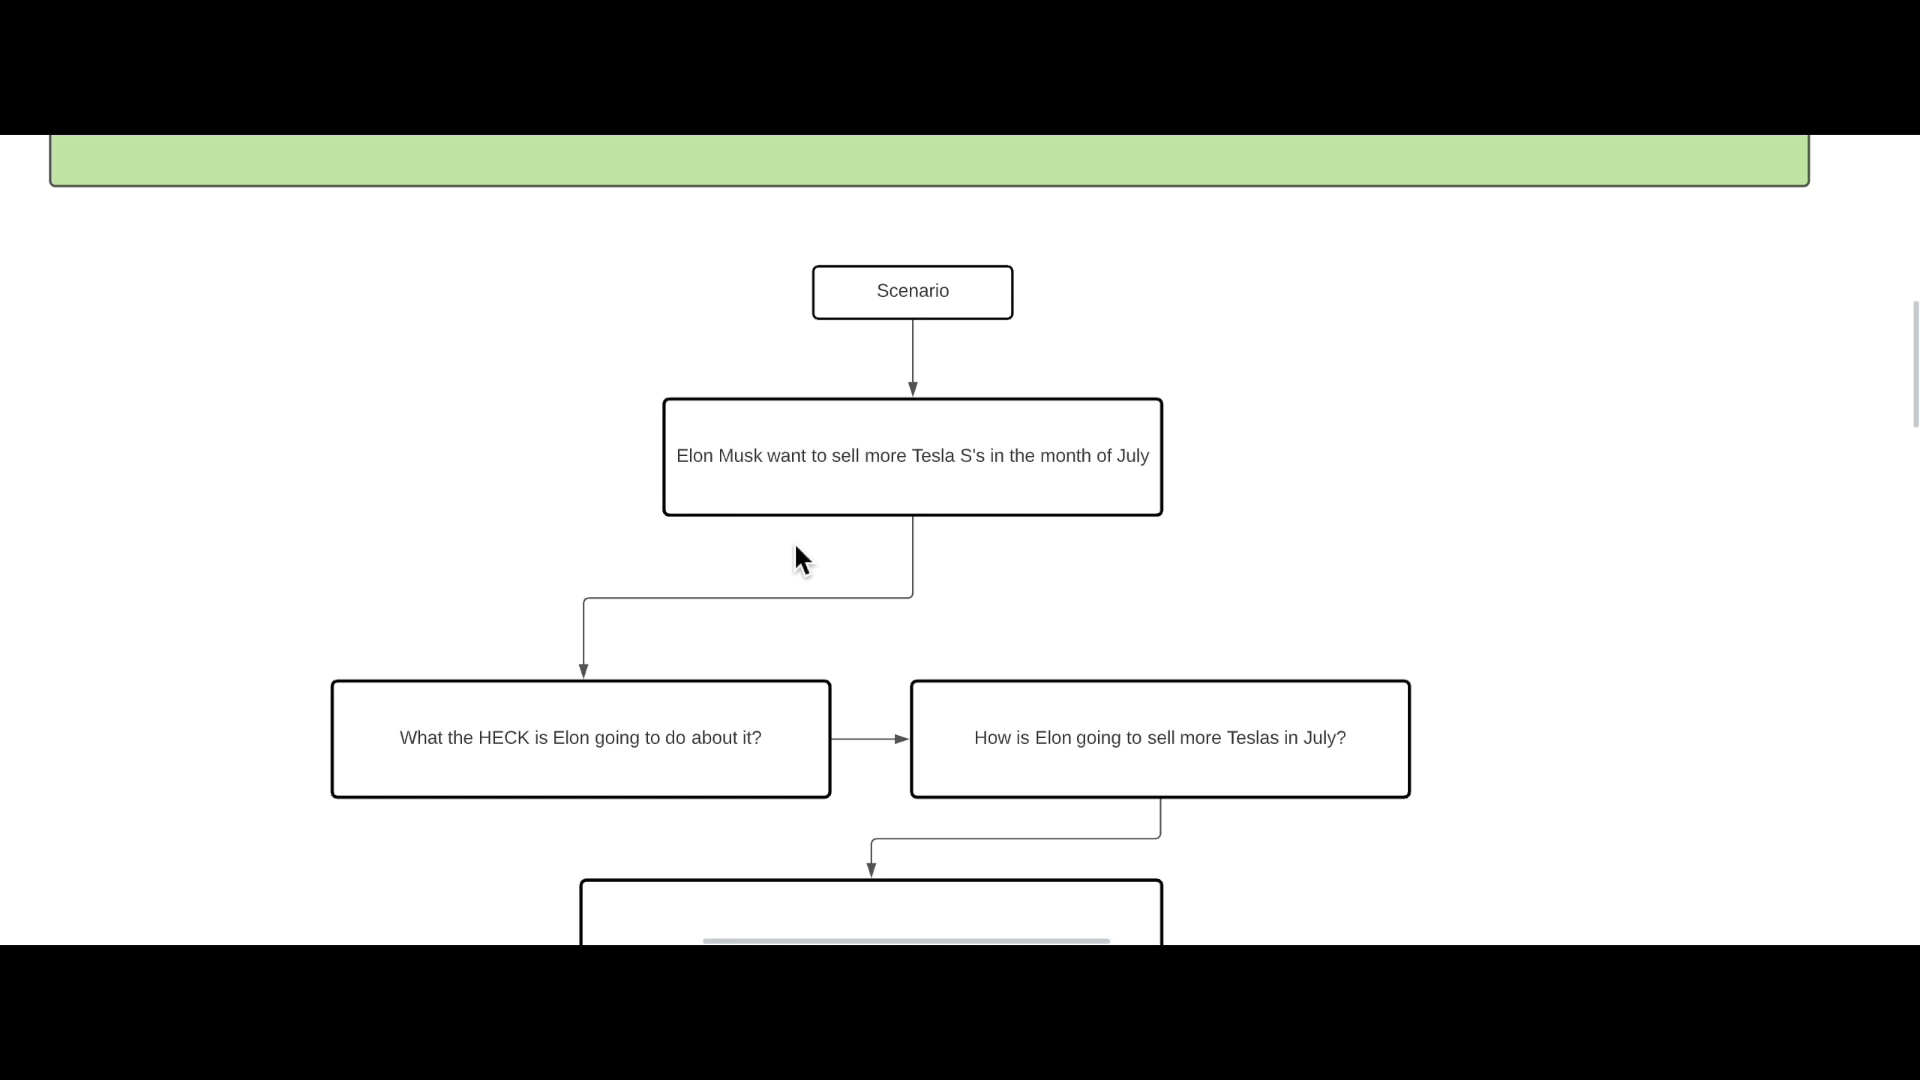 Scenario
Elon Musk want to sell more Tesla S's in the month of July
What the HECK is Elon going to do about it?
How is Elon going to sell more Teslas in July?